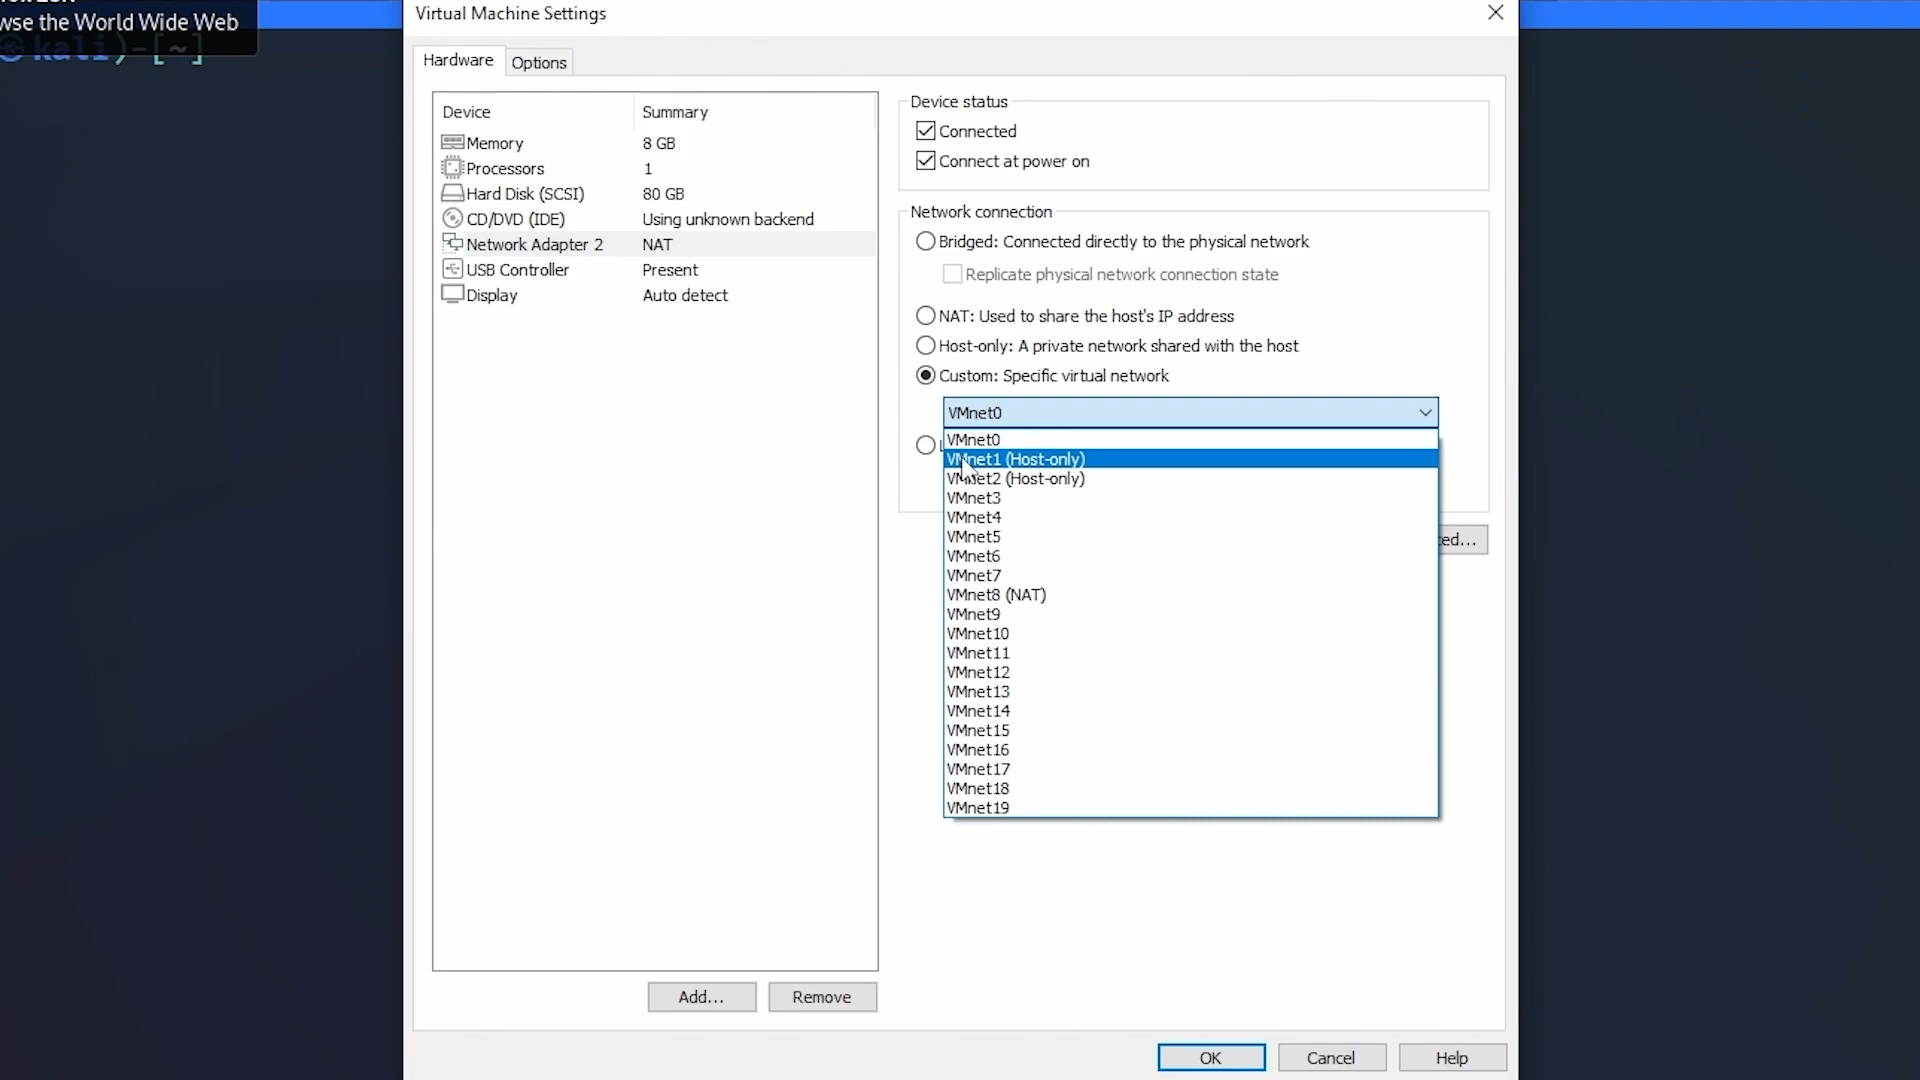 wse the World Wide Web
kali)-[~]
Virtual Machine Settings
Hardware
Options
Device Summary
Memory 8 GB
Processors 1
Hard Disk (SCSI) 80 GB
CD/DVD (IDE) Using unknown backend
Network Adapter 2 NAT
USB Controller Present
Display Auto detect
Add...
Remove
Device status
Connected
Connect at power on
Network connection
Bridged: Connected directly to the physical network
Replicate physical network connection state
NAT: Used to share the host's IP address
Host-only: A private network shared with the host
Custom: Specific virtual network
VMnet0
VMnet0
VMnet1 (Host-only)
VMnet2 (Host-only)
VMnet3
VMnet4
VMnet5
VMnet6
VMnet7
VMnet8 (NAT)
VMnet9
VMnet10
VMnet11
VMnet12
VMnet13
VMnet14
VMnet15
VMnet16
VMnet17
VMnet18
VMnet19
ed...
OK
Cancel
Help